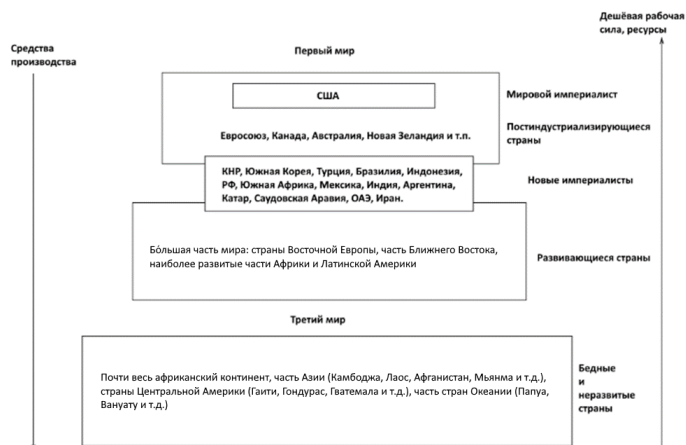 Дешёвая рабочая
сила, ресурсы
Средства
производства
Первый мир
США
Мировой империалист
Евросоюз, Канада, Австралия, Новая Зеландия и т.п.
Постиндустриализирующиеся
страны
КНР, Южная Корея, Турция, Бразилия, Индонезия,
РФ, Южная Африка, Мексика, Индия, Аргентина,
Катар, Саудовская Аравия, ОАЭ, Иран.
Новые империалисты
Бо́льшая часть мира: страны Восточной Европы, часть Ближнего Востока,
наиболее развитые части Африки и Латинской Америки
Развивающиеся страны
Третий мир
Почти весь африканский континент, часть Азии (Камбоджа, Лаос, Афганистан, Мьянма и т.д.),
страны Центральной Америки (Гаити, Гондурас, Гватемала и т.д.), часть стран Океании (Папуа,
Вануату и т.д.)
Бедные
и
неразвитые
страны